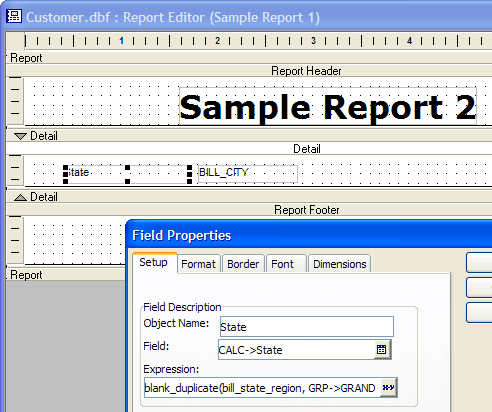 Customer.dbf : Report Editor (Sample Report 1)
1 2 3 4
Report
Report Header
Sample Report 2
Detail
Detail
State BILL_CITY
Detail
Report Footer
Field Properties
Report
Setup Format Border Font Dimensions
Field Description
Object Name: State
Field: CALC->State
Expression:
blank_duplicate(bill_state_region, GRP->GRAND